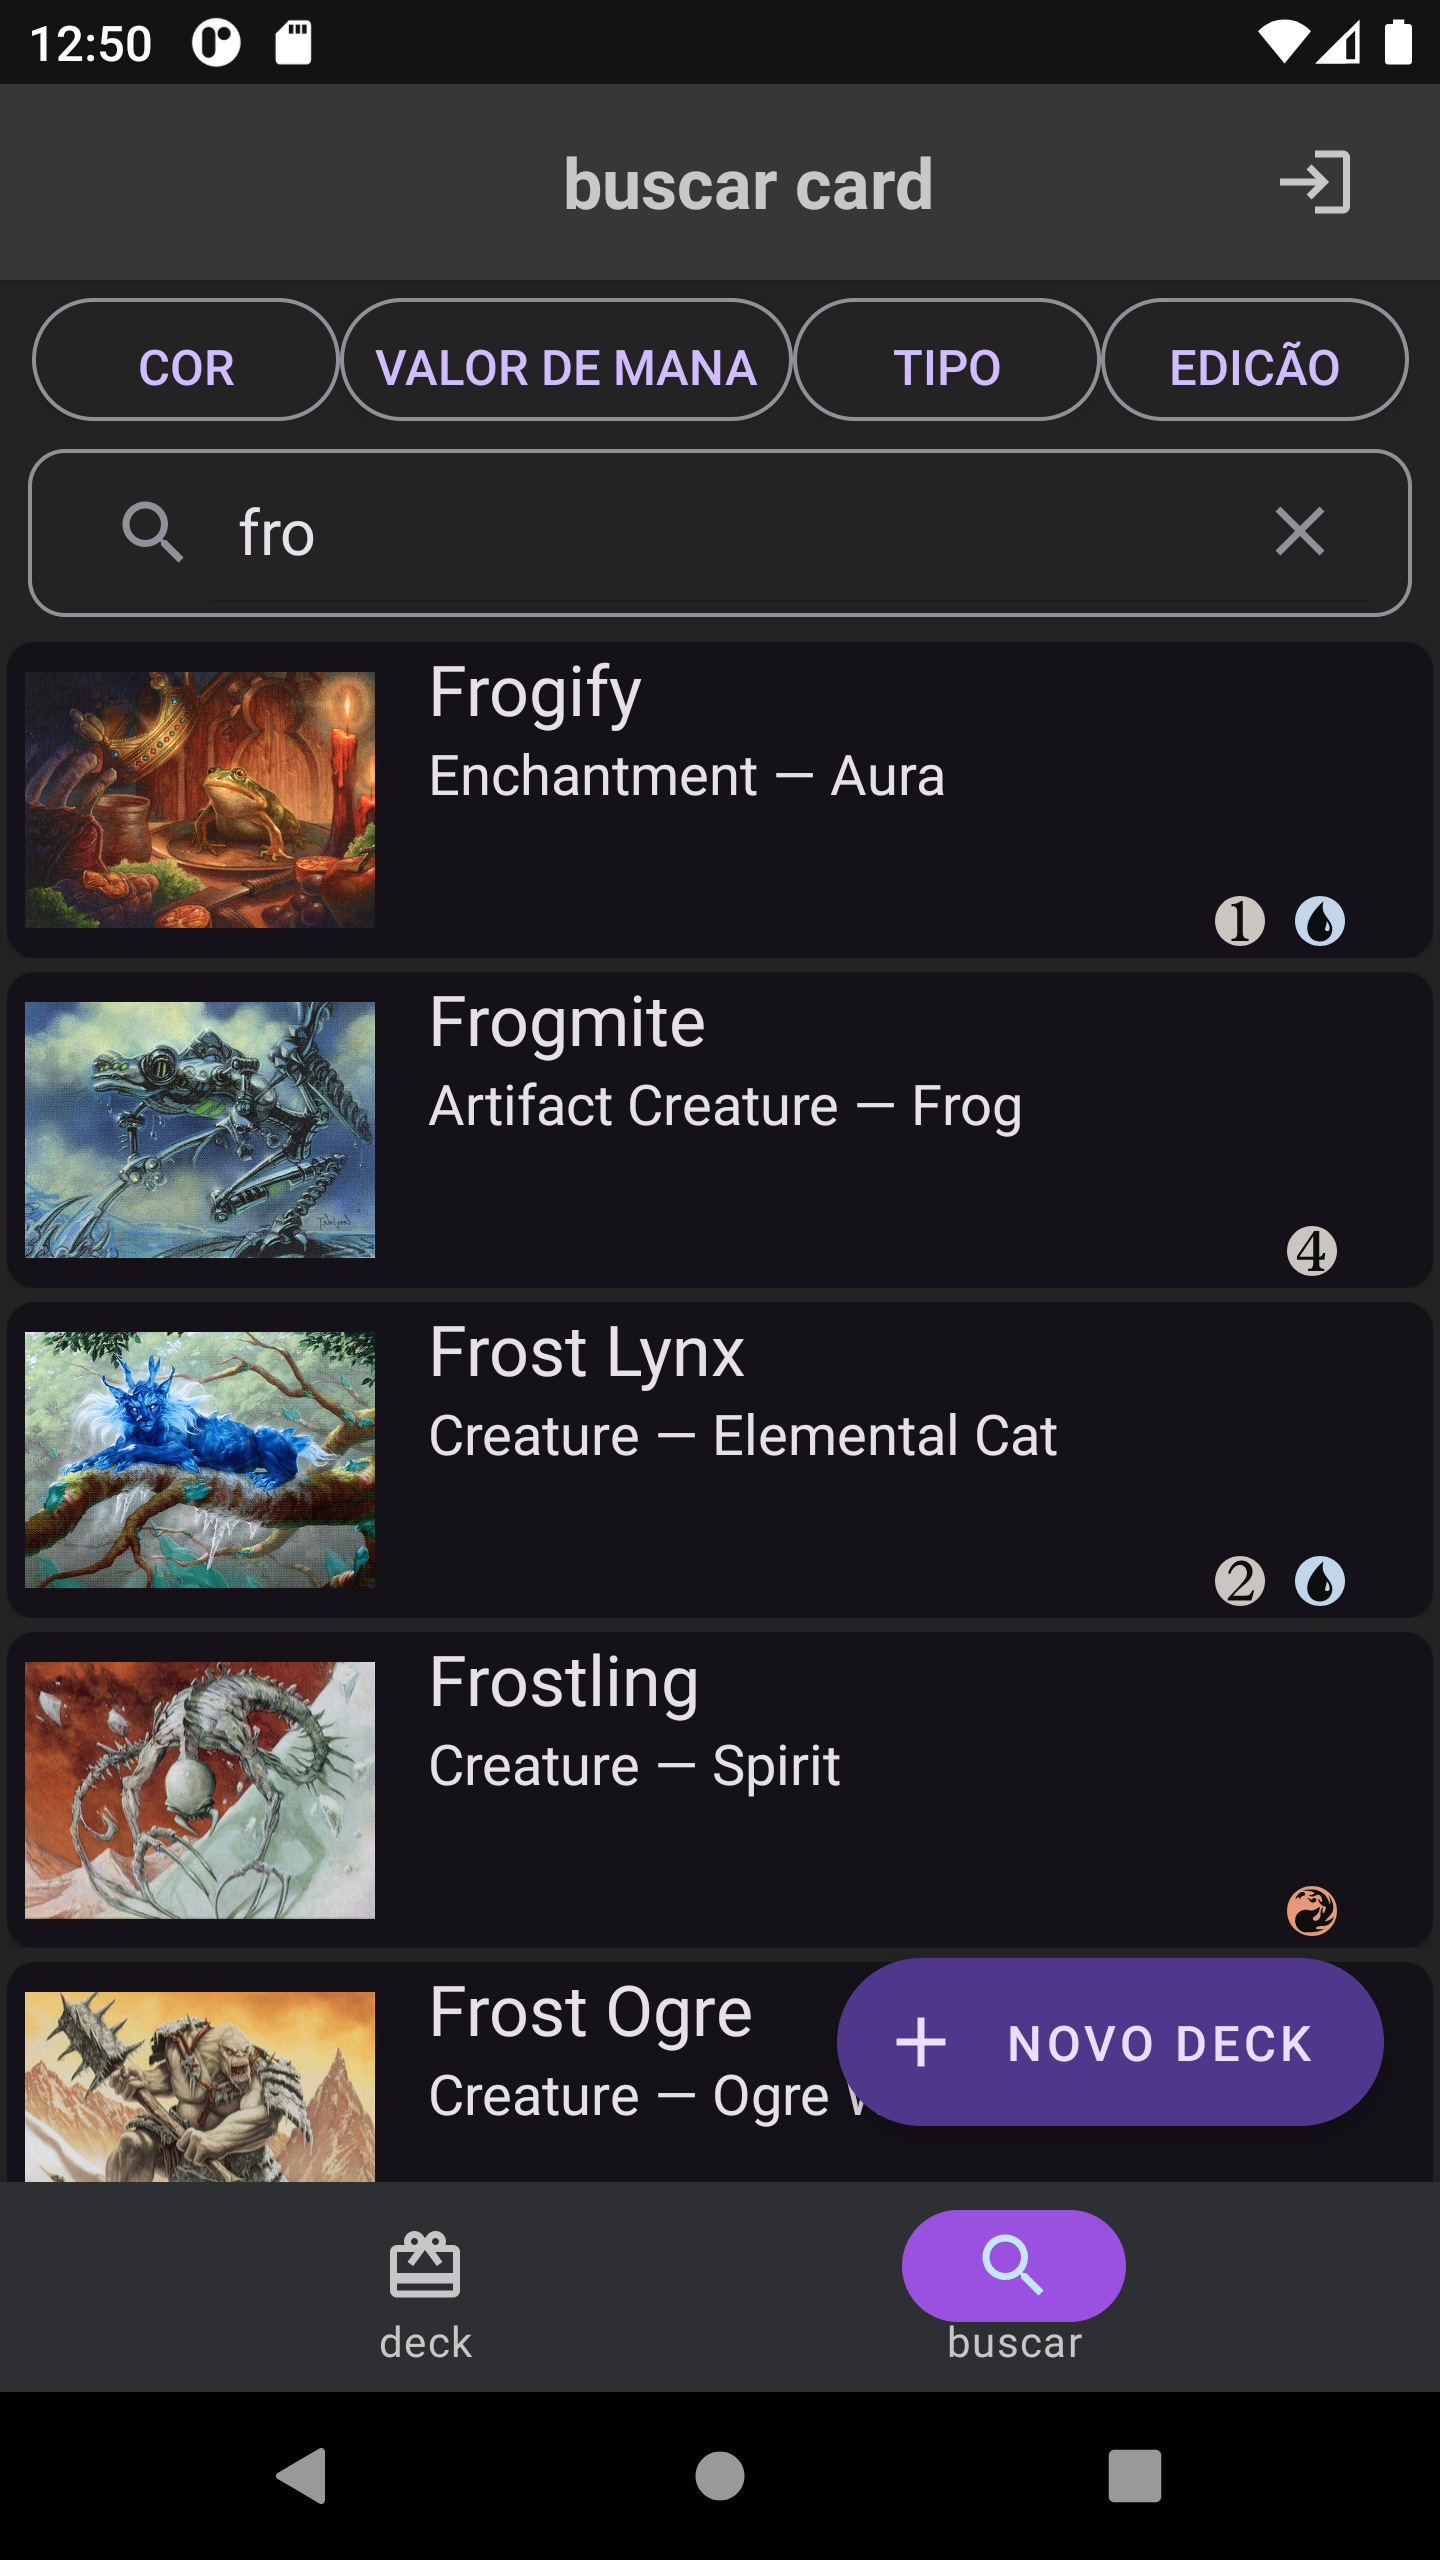 12:50
buscar card
COR VALOR DE MANA TIPO EDICÃO
fro
Frogify
Enchantment — Aura
1
Frogmite
Artifact Creature — Frog
4
Frost Lynx
Creature — Elemental Cat
2
Frostling
Creature — Spirit
Frost Ogre
Creature — Ogre
NOVO DECK
deck buscar